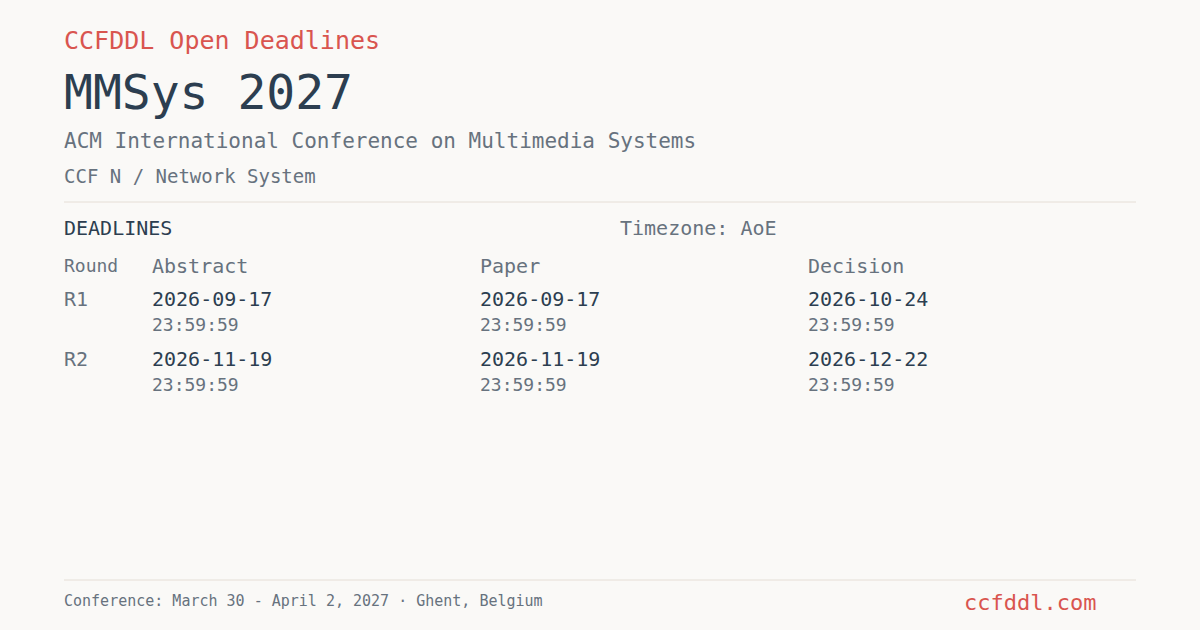 CCFDDL Open Deadlines
MMSys 2027
ACM International Conference on Multimedia Systems
CCF N / Network System
DEADLINES Timezone: AoE
Round Abstract Paper Decision
R1 2026-09-17 2026-09-17 2026-10-24
23:59:59 23:59:59 23:59:59
R2 2026-11-19 2026-11-19 2026-12-22
23:59:59 23:59:59 23:59:59
Conference: March 30 - April 2, 2027 · Ghent, Belgium ccfddl.com